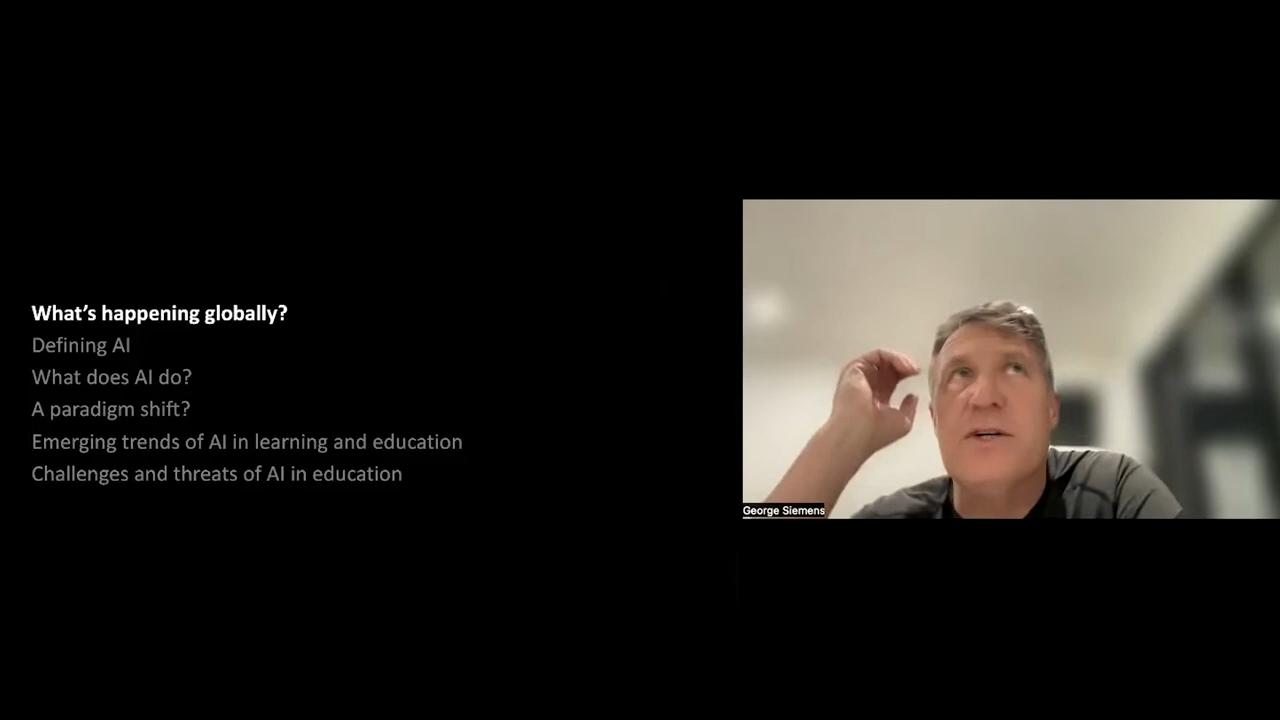 What's happening globally?
Defining AI
What does AI do?
A paradigm shift?
Emerging trends of AI in learning and education
Challenges and threats of AI in education
George Siemens